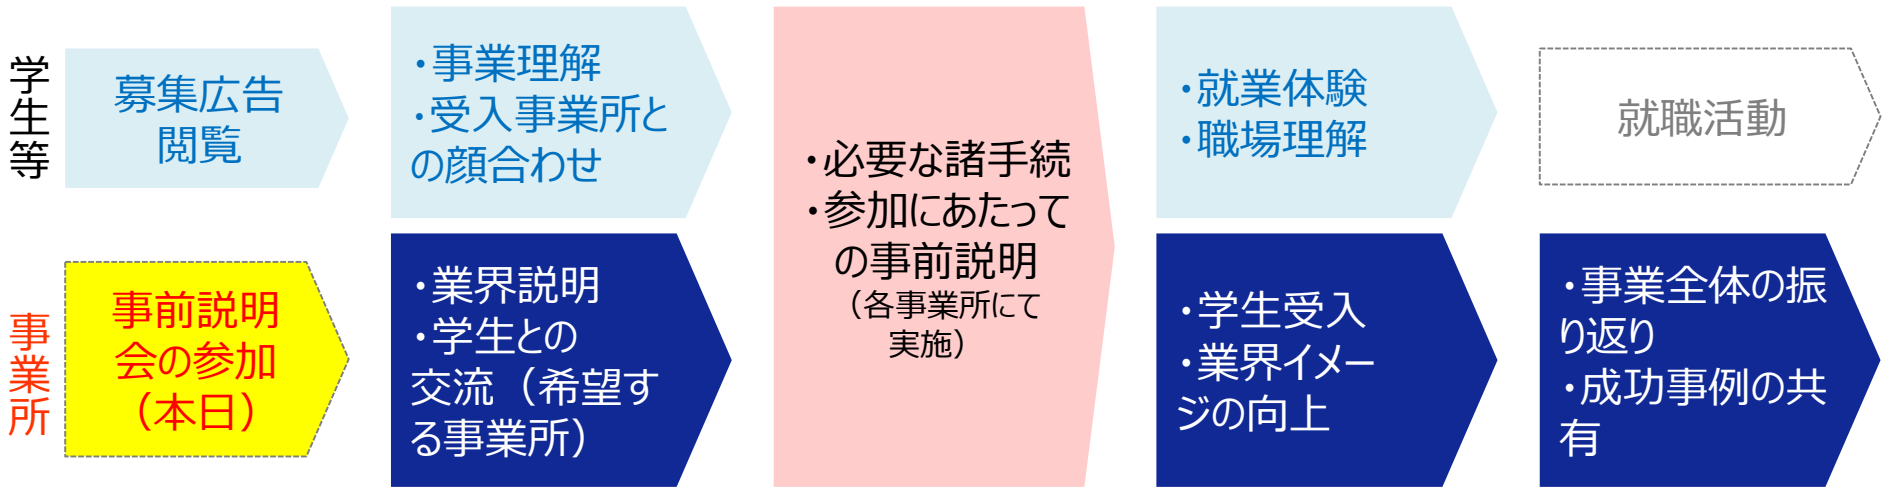 学生等
募集広告
閲覧
・事業理解
・受入事業所と
の顔合わせ
・必要な諸手続
・参加にあたって
の事前説明
（各事業所にて
実施）
・就業体験
・職場理解
就職活動
事業所
事前説明
会の参加
（本日）
・業界説明
・学生との
交流（希望す
る事業所）
・学生受入
・業界イメー
ジの向上
・事業全体の振
り返り
・成功事例の共
有